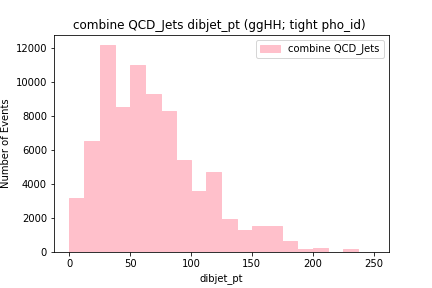 combine QCD_Jets dibjet_pt (ggHH; tight pho_id)
combine QCD_Jets
Number of Events
12000
10000
8000
6000
4000
2000
0
0 50 100 150 200 250
dibjet_pt